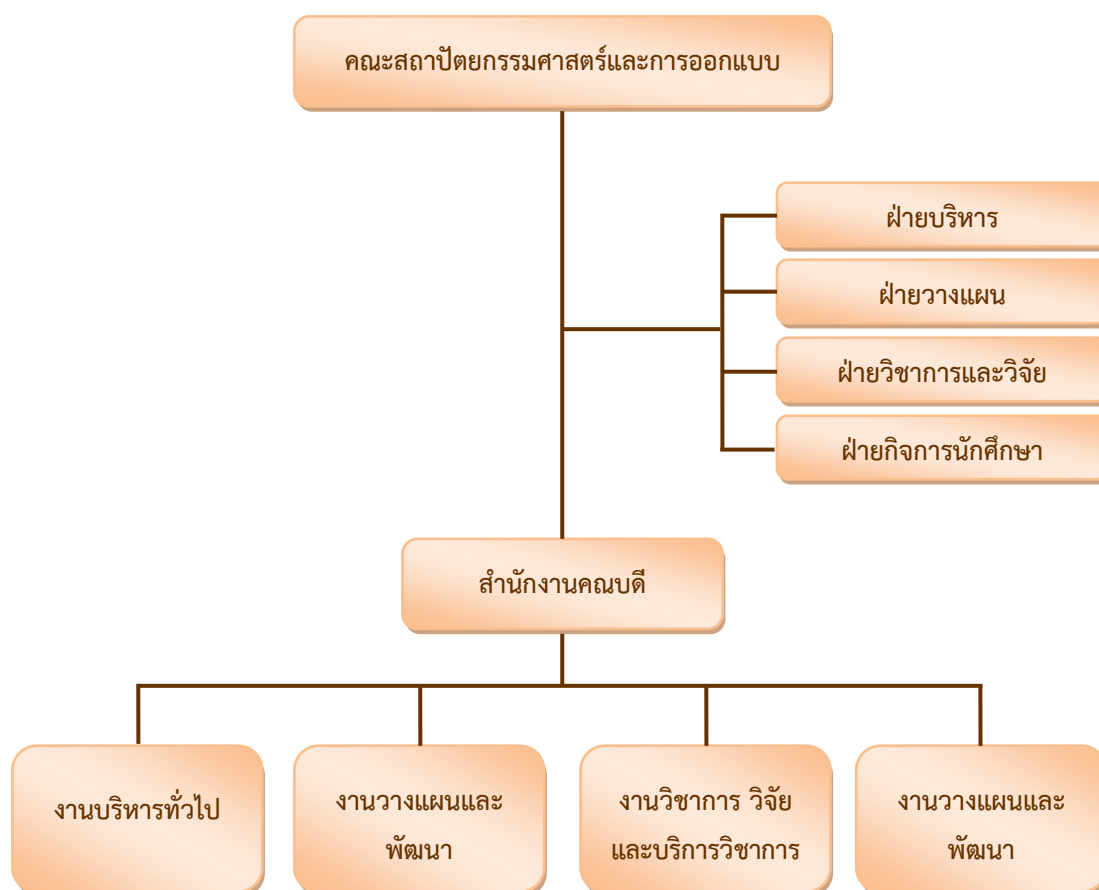 คณะสถาปัตยกรรมศาสตร์และการออกแบบ
ฝ่ายบริหาร
ฝ่ายวางแผน
ฝ่ายวิชาการและวิจัย
ฝ่ายกิจการนักศึกษา
สำนักงานคณบดี
งานบริหารทั่วไป
งานวางแผนและ
พัฒนา
งานวิชาการ วิจัย
และบริการวิชาการ
งานวางแผนและ
พัฒนา